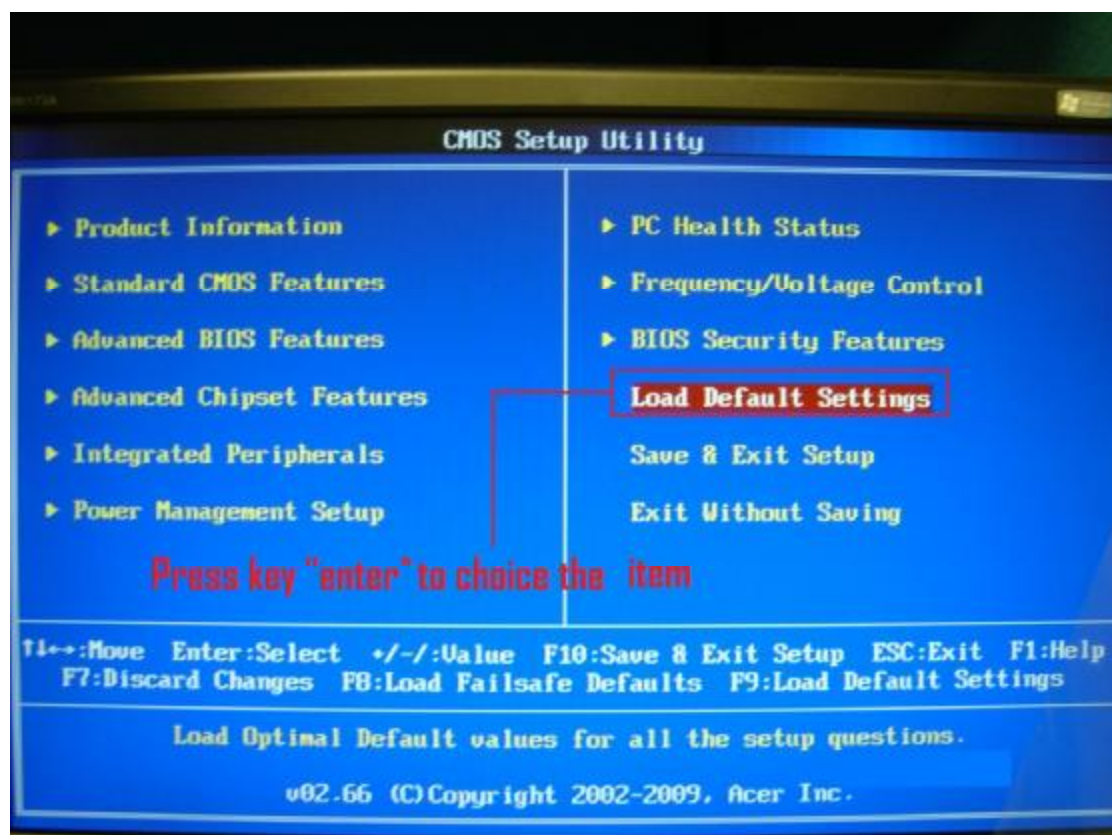 CMOS Setup Utility
▶ Product Information
▶ Standard CMOS Features
▶ Advanced BIOS Features
▶ Advanced Chipset Features
▶ Integrated Peripherals
▶ Power Management Setup
▶ PC Health Status
▶ Frequency/Voltage Control
▶ BIOS Security Features
Load Default Settings
Save & Exit Setup
Exit Without Saving
Press key "enter" to choice the item
↑↓←→:Move Enter:Select +/-/:Value F10:Save & Exit Setup ESC:Exit F1:Help
F7:Discard Changes F8:Load Failsafe Defaults F9:Load Default Settings
Load Optimal Default values for all the setup questions.
v02.66 (C)Copyright 2002-2009, Acer Inc.